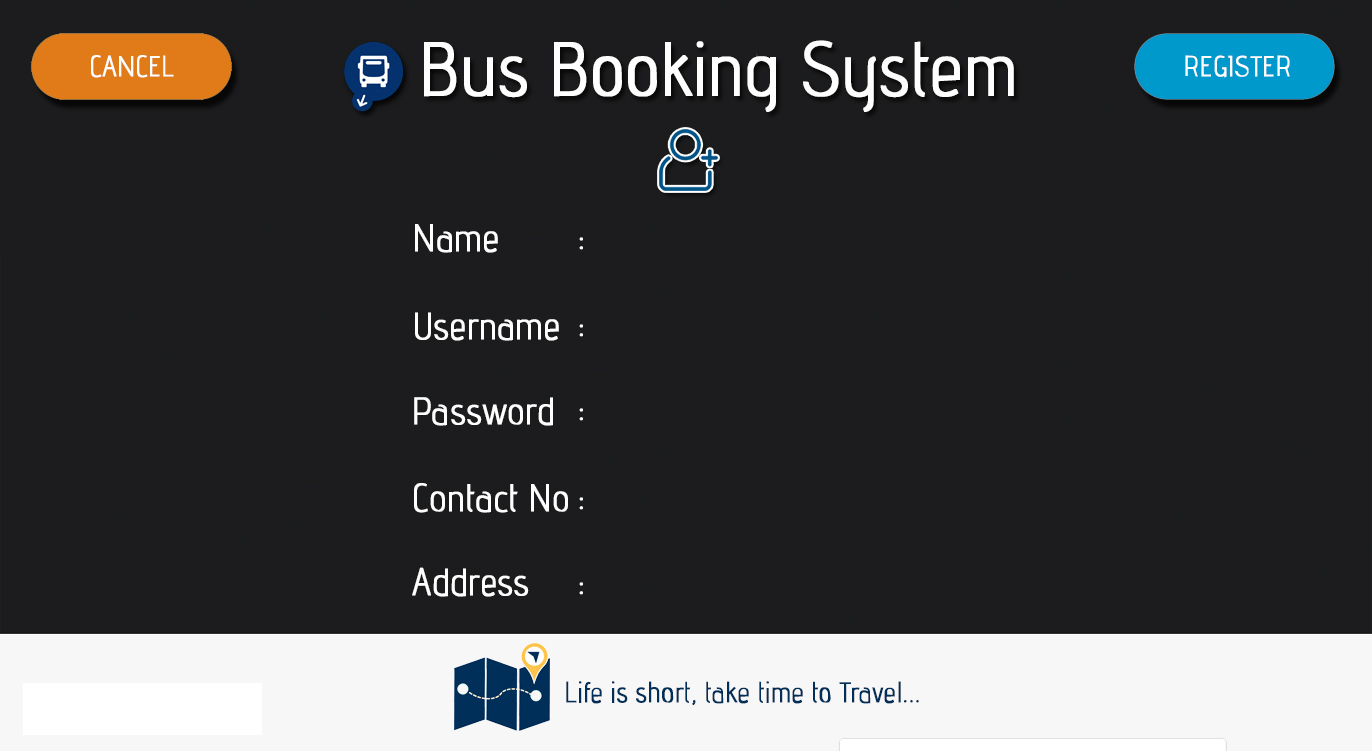 CANCEL
Bus Booking System
REGISTER
Name :
Username :
Password :
Contact No :
Address :
Life is short, take time to Travel...